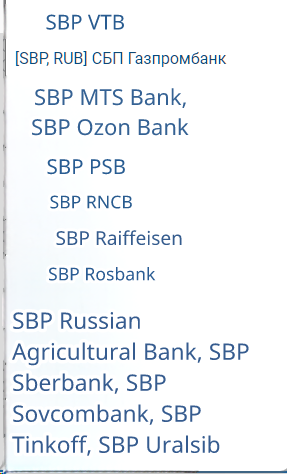 SBP VTB
[SBP, RUB] СБП Газпромбанк
SBP MTS Bank,
SBP Ozon Bank
SBP PSB
SBP RNCB
SBP Raiffeisen
SBP Rosbank
SBP Russian
Agricultural Bank, SBP
Sberbank, SBP
Sovcombank, SBP
Tinkoff, SBP Uralsib